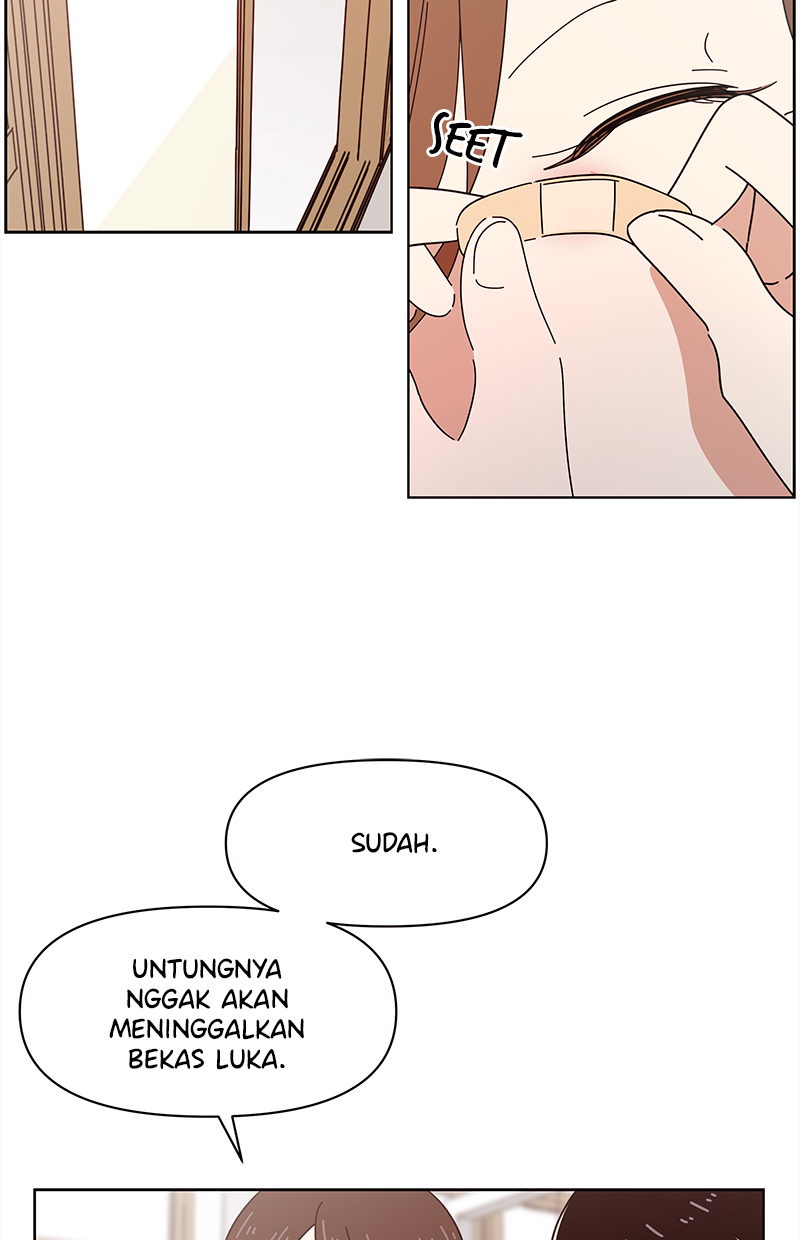 SEET
SUDAH.
UNTUNGNYA
NGGAK AKAN
MENINGGALKAN
BEKAS LUKA.